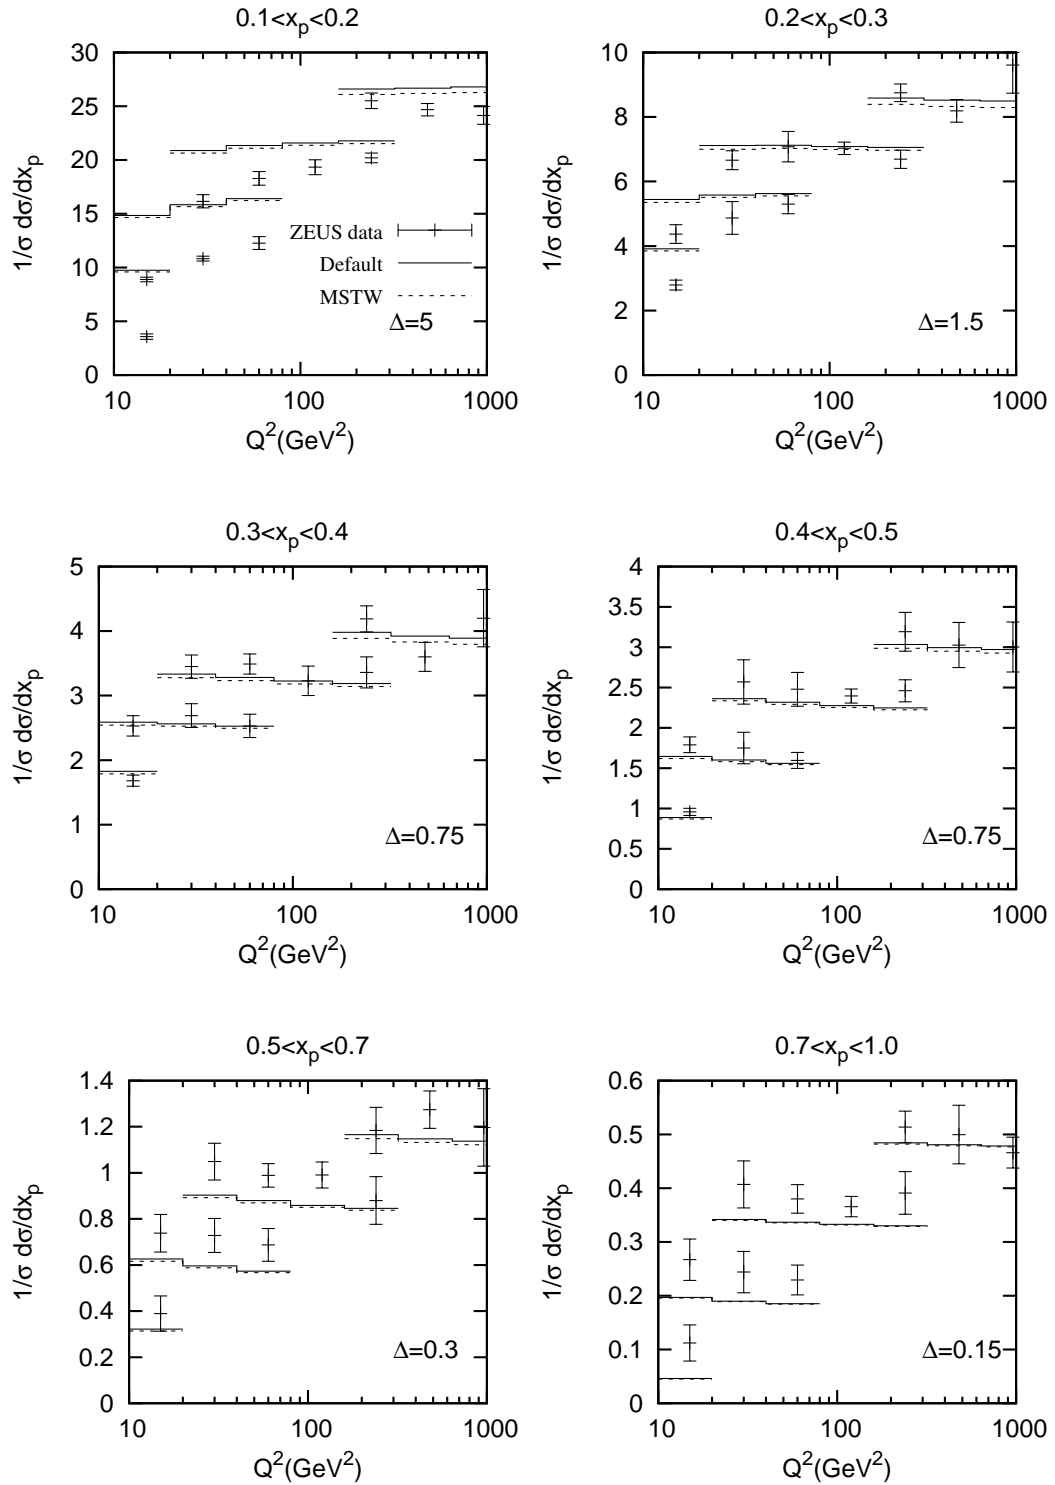 0.1<x_p<0.2
30
25
20
15
10
5
0
1/σ dσ/dx_p
ZEUS data
Default
MSTW
Δ=5
10
100
1000
Q^2(GeV^2)
0.2<x_p<0.3
10
8
6
4
2
0
1/σ dσ/dx_p
Δ=1.5
10
100
1000
Q^2(GeV^2)
0.3<x_p<0.4
5
4
3
2
1
0
1/σ dσ/dx_p
Δ=0.75
10
100
1000
Q^2(GeV^2)
0.4<x_p<0.5
4
3.5
3
2.5
2
1.5
1
0.5
0
1/σ dσ/dx_p
Δ=0.75
10
100
1000
Q^2(GeV^2)
0.5<x_p<0.7
1.4
1.2
1
0.8
0.6
0.4
0.2
0
1/σ dσ/dx_p
Δ=0.3
10
100
1000
Q^2(GeV^2)
0.7<x_p<1.0
0.6
0.5
0.4
0.3
0.2
0.1
0
1/σ dσ/dx_p
Δ=0.15
10
100
1000
Q^2(GeV^2)